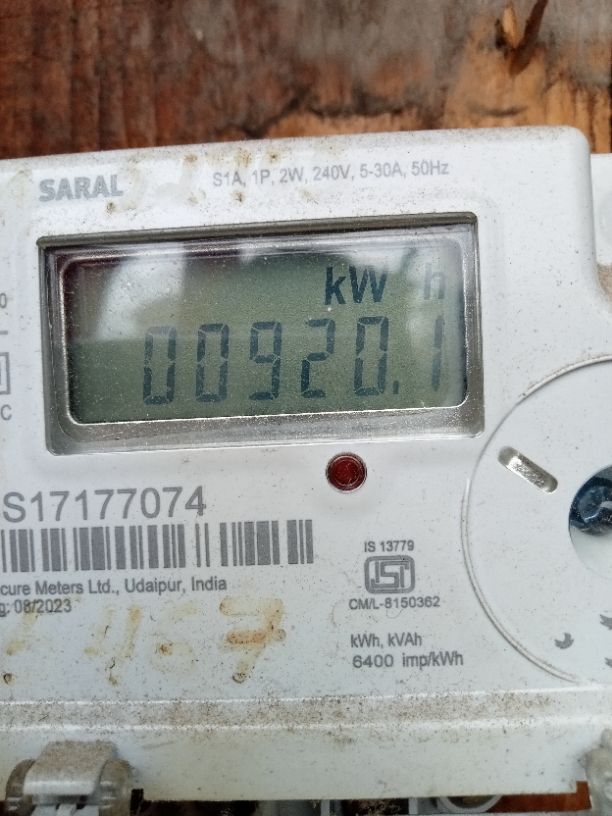 SARAL
S1A, 1P, 2W, 240V, 5-30A, 50Hz
kW h
00920.1
0
C
S17177074
IS 13779
cure Meters Ltd., Udaipur, India
g: 08/2023
CM/L-8150362
kWh, kVAh
6400 imp/kWh